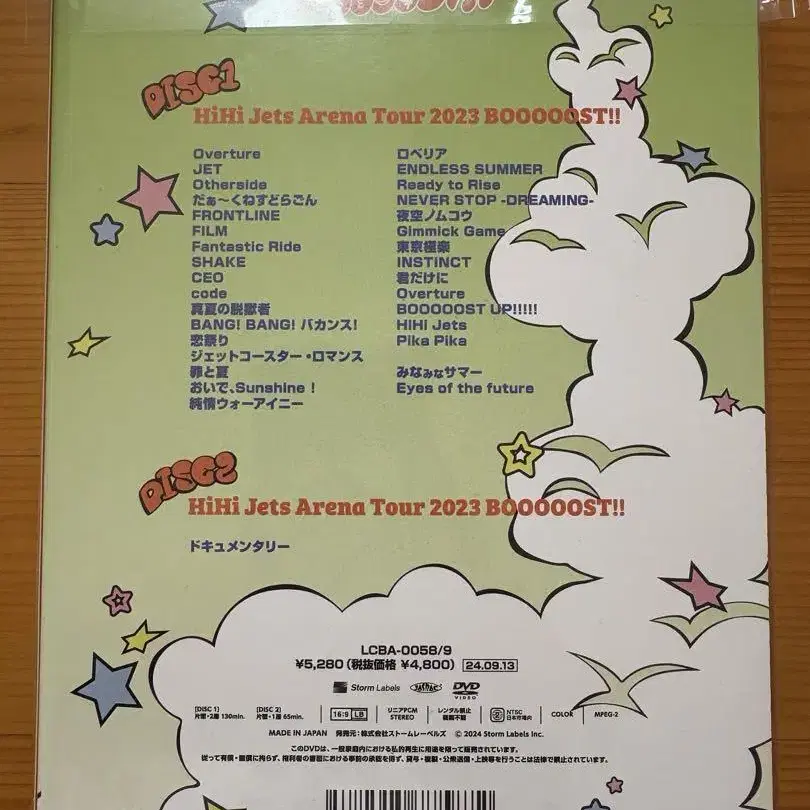 DISC1
HiHi Jets Arena Tour 2023 BOOOOOST!!
Overture
JET
Otherside
だぁ〜くねすどらごん
FRONTLINE
FILM
Fantastic Ride
SHAKE
CEO
code
真夏の脱獄者
BANG! BANG! バカンス!
恋祭り
ジェットコースター・ロマンス
卵と夏
おいで、Sunshine!
純情ウォーアイニー
ロベリア
ENDLESS SUMMER
Ready to Rise
NEVER STOP -DREAMING-
夜空ノムコウ
Gimmick Game
東京極楽
INSTINCT
君だけに
Overture
BOOOOOST UP!!!!!
HiHi Jets
Pika Pika
みなみなサマー
Eyes of the future
DISC2
HiHi Jets Arena Tour 2023 BOOOOOST!!
ドキュメンタリー
LCBA-0058/9
¥5,280(税抜価格 ¥4,800) 24.09.13
Storm Labels JASRAC DVD VIDEO
[DISC 1] 片面・2層 130min. [DISC 2] 片面・1層 65min. 16:9 LB リニアPCM STEREO レンタル禁止 複製不能 2 NTSC 日本市場向 COLOR MPEG-2
MADE IN JAPAN 発売元:株式会社ストームレーベルズ © 2024 Storm Labels Inc.
このDVDは、一般家庭内における私的再生に用途を限って販売されています。
従って有償・無償に拘らず、権利者の書面における事前の承認を得ず、貸与・複製・公衆送信・上映等を行うことは法律で禁止されています。